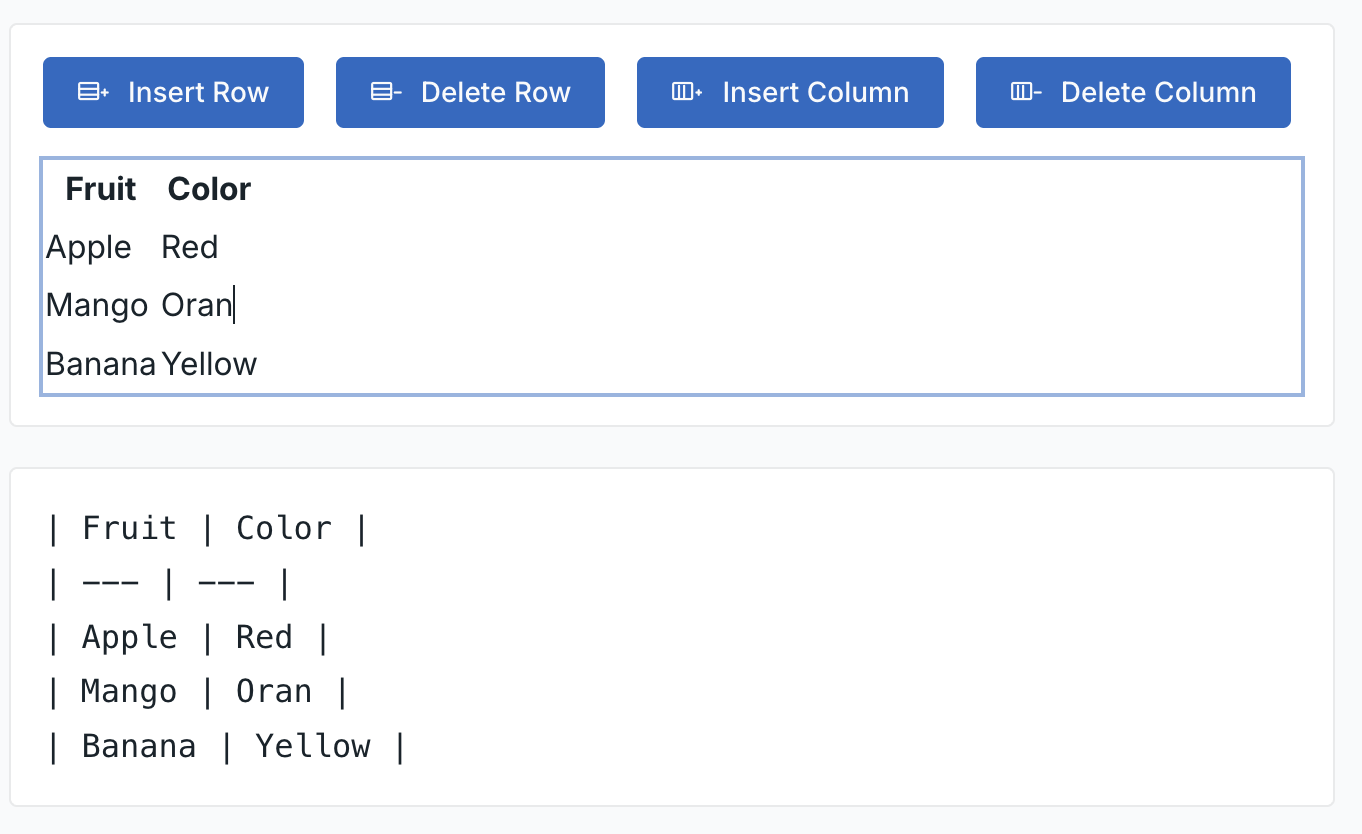 Insert Row Delete Row Insert Column Delete Column
Fruit Color
Apple Red
Mango Oran
Banana Yellow
| Fruit | Color |
| --- | --- |
| Apple | Red |
| Mango | Oran |
| Banana | Yellow |